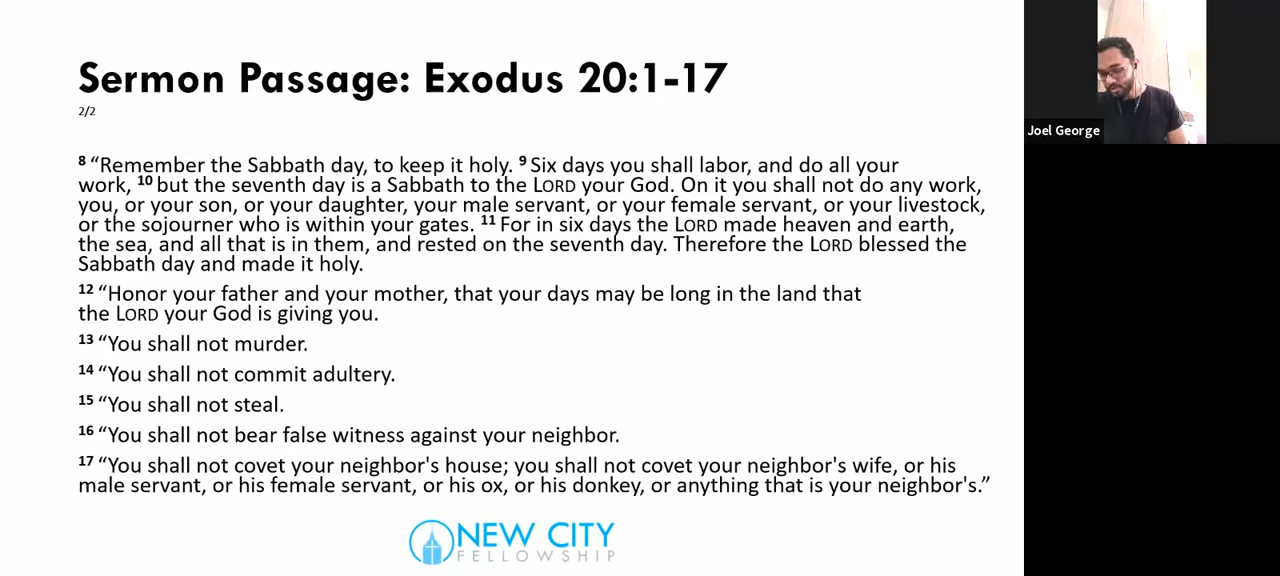 Sermon Passage: Exodus 20:1-17
2/2
8 “Remember the Sabbath day, to keep it holy. 9 Six days you shall labor, and do all your
work, 10 but the seventh day is a Sabbath to the LORD your God. On it you shall not do any work,
you, or your son, or your daughter, your male servant, or your female servant, or your livestock,
or the sojourner who is within your gates. 11 For in six days the LORD made heaven and earth,
the sea, and all that is in them, and rested on the seventh day. Therefore the LORD blessed the
Sabbath day and made it holy.
12 “Honor your father and your mother, that your days may be long in the land that
the LORD your God is giving you.
13 “You shall not murder.
14 “You shall not commit adultery.
15 “You shall not steal.
16 “You shall not bear false witness against your neighbor.
17 “You shall not covet your neighbor's house; you shall not covet your neighbor's wife, or his
male servant, or his female servant, or his ox, or his donkey, or anything that is your neighbor's.”
NEW CITY
FELLOWSHIP
Joel George